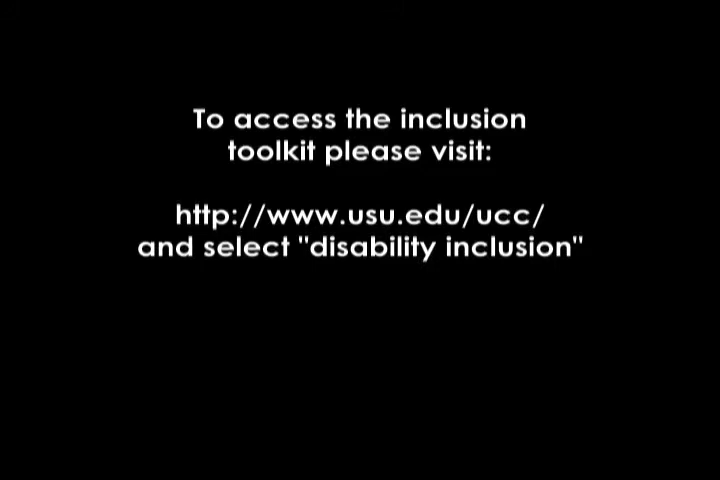 To access the inclusion
toolkit please visit:
http://www.usu.edu/ucc/
and select "disability inclusion"